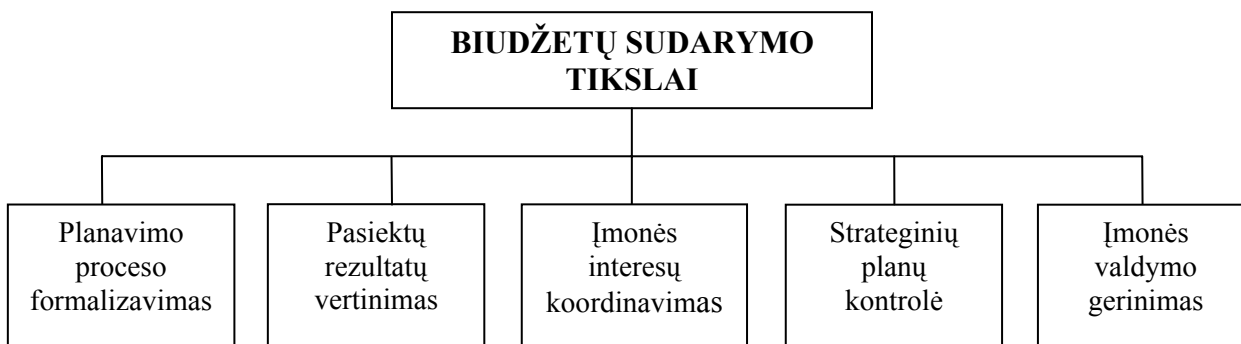 BIUDŽETŲ SUDARYMO
TIKSLAI
Planavimo
proceso
formalizavimas
Pasiektų
rezultatų
vertinimas
Įmonės
interesų
koordinavimas
Strateginių
planų
kontrolė
Įmonės
valdymo
gerinimas